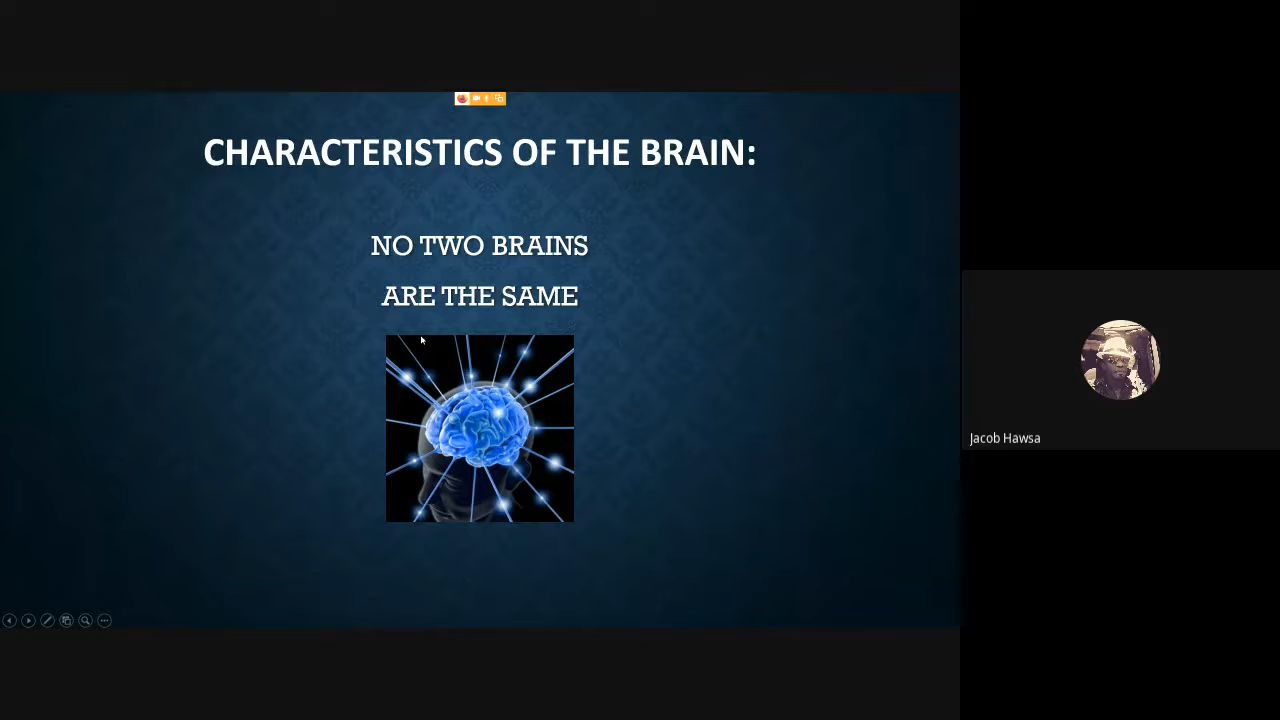 CHARACTERISTICS OF THE BRAIN:
NO TWO BRAINS
ARE THE SAME
Jacob Hawsa